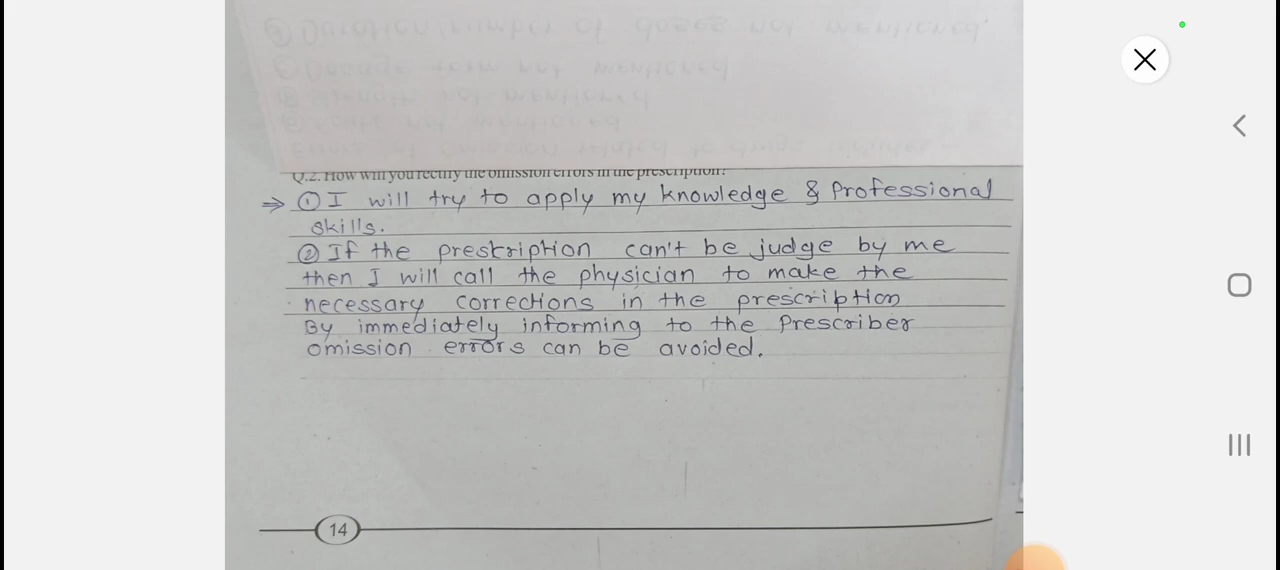 Q.2. How will you rectify the omission errors in the prescription?
⇒ ① I will try to apply my knowledge & Professional
skills.
② If the prescription can't be judge by me
then I will call the physician to make the
necessary corrections in the prescription
By immediately informing to the Prescriber
omission errors can be avoided.
14